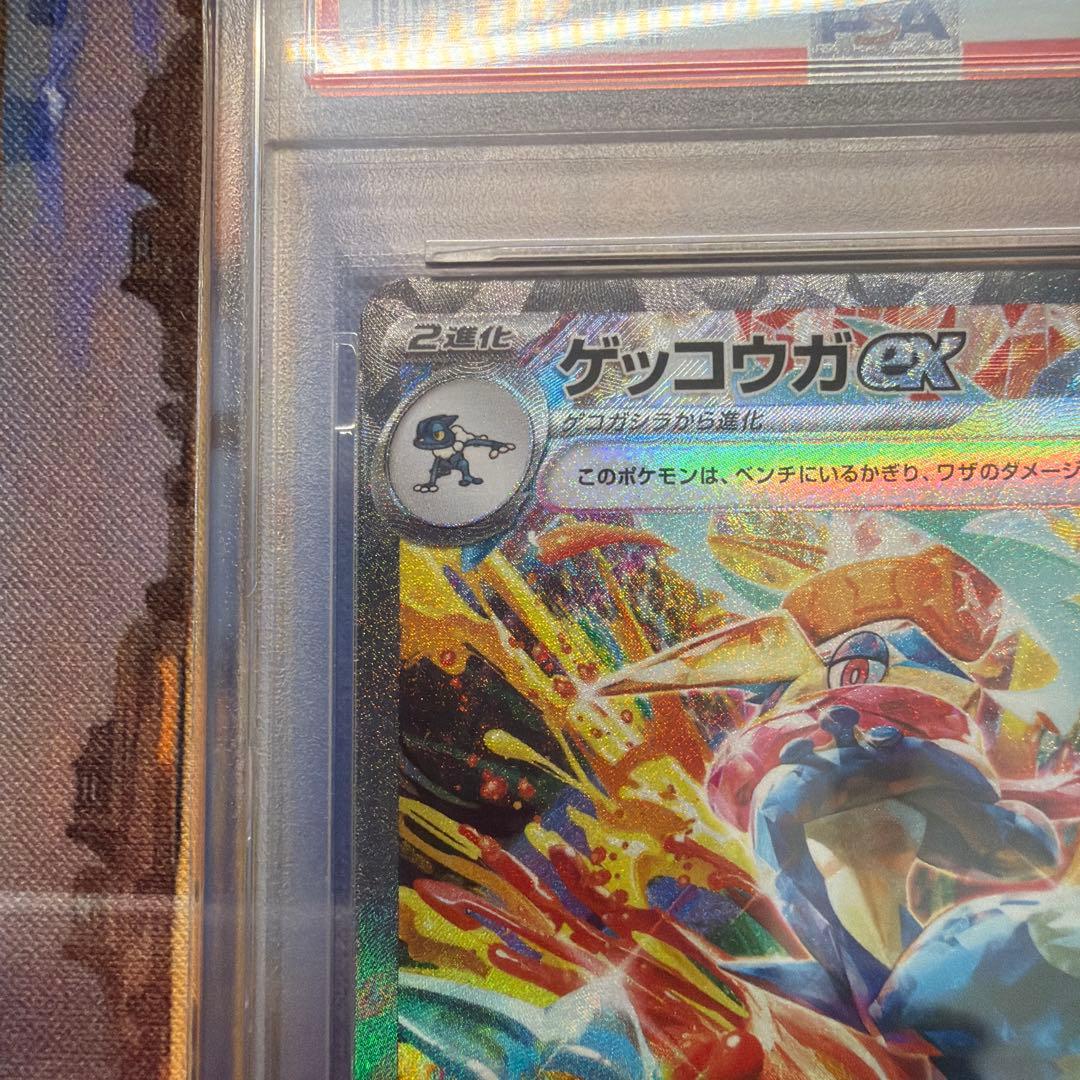 PSA
2進化
ゲッコウガex
ゲコガシラから進化
このポケモンは、ベンチにいるかぎり、ワザのダメージ